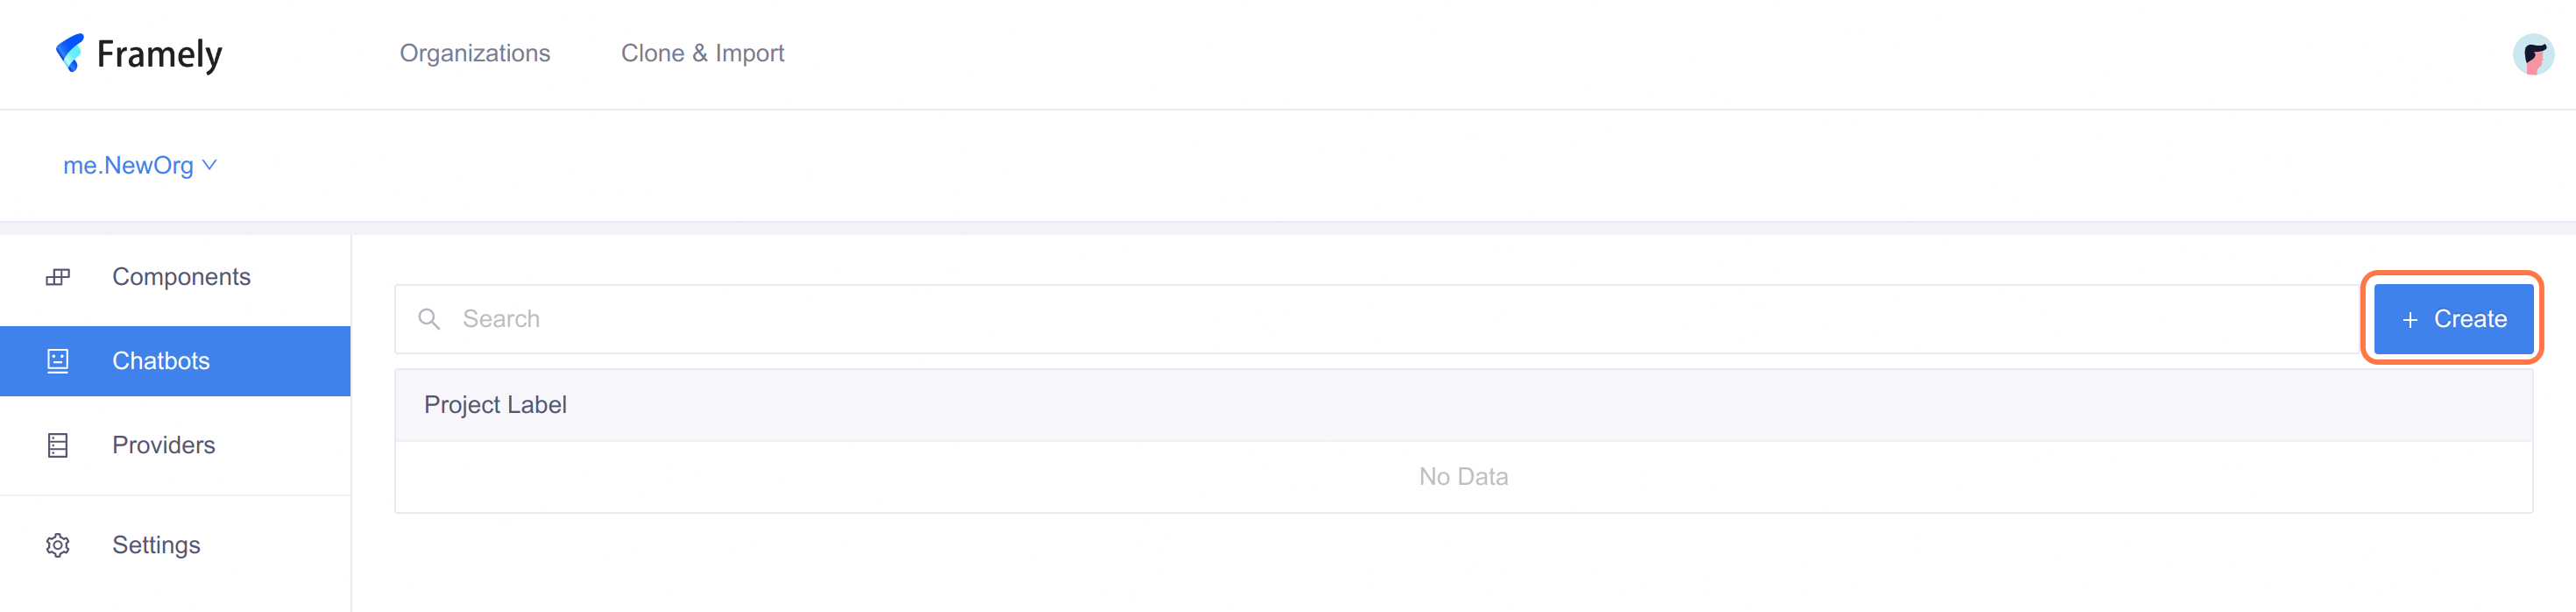 Framely
Organizations
Clone & Import
me.NewOrg
Components
Chatbots
Providers
Settings
Search
+ Create
Project Label
No Data